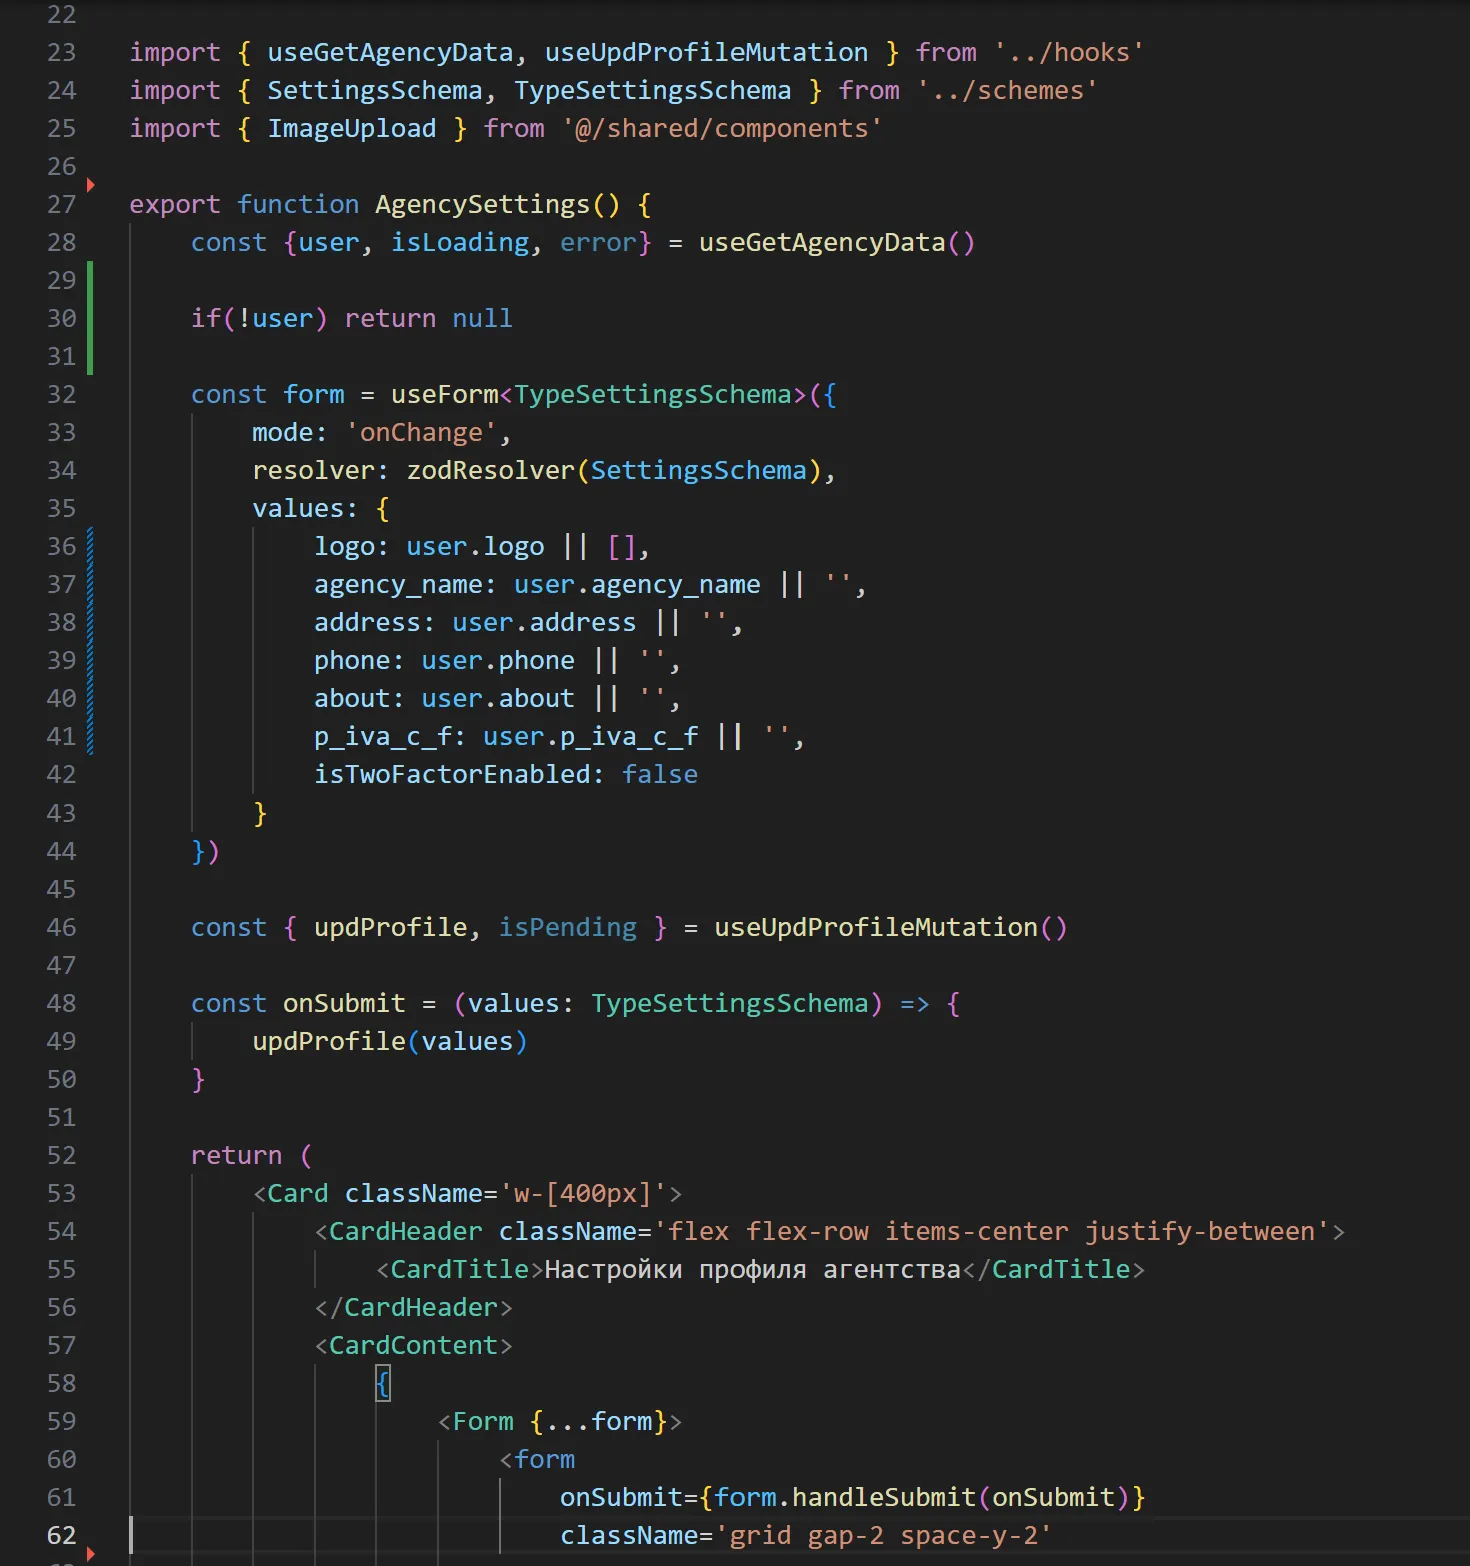 22
23 import { useGetAgencyData, useUpdProfileMutation } from '../hooks'
24 import { SettingsSchema, TypeSettingsSchema } from '../schemes'
25 import { ImageUpload } from '@/shared/components'
26
27 export function AgencySettings() {
28     const {user, isLoading, error} = useGetAgencyData()
29
30     if(!user) return null
31
32     const form = useForm<TypeSettingsSchema>({
33         mode: 'onChange',
34         resolver: zodResolver(SettingsSchema),
35         values: {
36             logo: user.logo || [],
37             agency_name: user.agency_name || '',
38             address: user.address || '',
39             phone: user.phone || '',
40             about: user.about || '',
41             p_iva_c_f: user.p_iva_c_f || '',
42             isTwoFactorEnabled: false
43         }
44     })
45
46     const { updProfile, isPending } = useUpdProfileMutation()
47
48     const onSubmit = (values: TypeSettingsSchema) => {
49         updProfile(values)
50     }
51
52     return (
53         <Card className='w-[400px]'>
54             <CardHeader className='flex flex-row items-center justify-between'>
55                 <CardTitle>Настройки профиля агентства</CardTitle>
56             </CardHeader>
57             <CardContent>
58                 {
59                     <Form {...form}>
60                         <form
61                             onSubmit={form.handleSubmit(onSubmit)}
62                             className='grid gap-2 space-y-2'